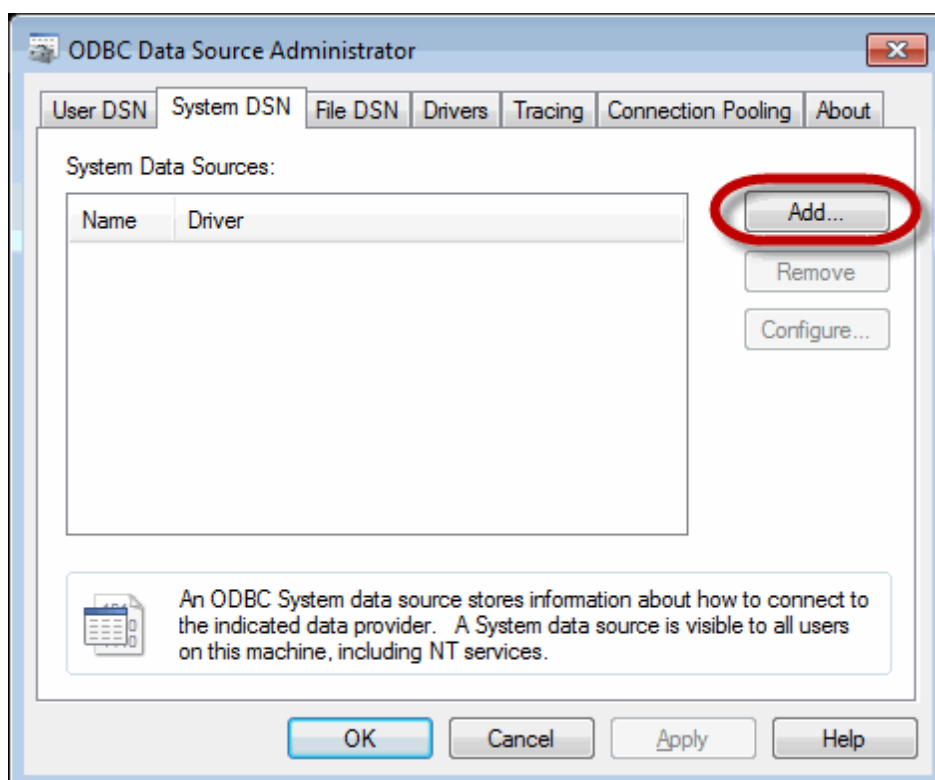 ODBC Data Source Administrator
User DSN System DSN File DSN Drivers Tracing Connection Pooling About
System Data Sources:
Name Driver
Add...
Remove
Configure...
An ODBC System data source stores information about how to connect to
the indicated data provider. A System data source is visible to all users
on this machine, including NT services.
OK Cancel Apply Help